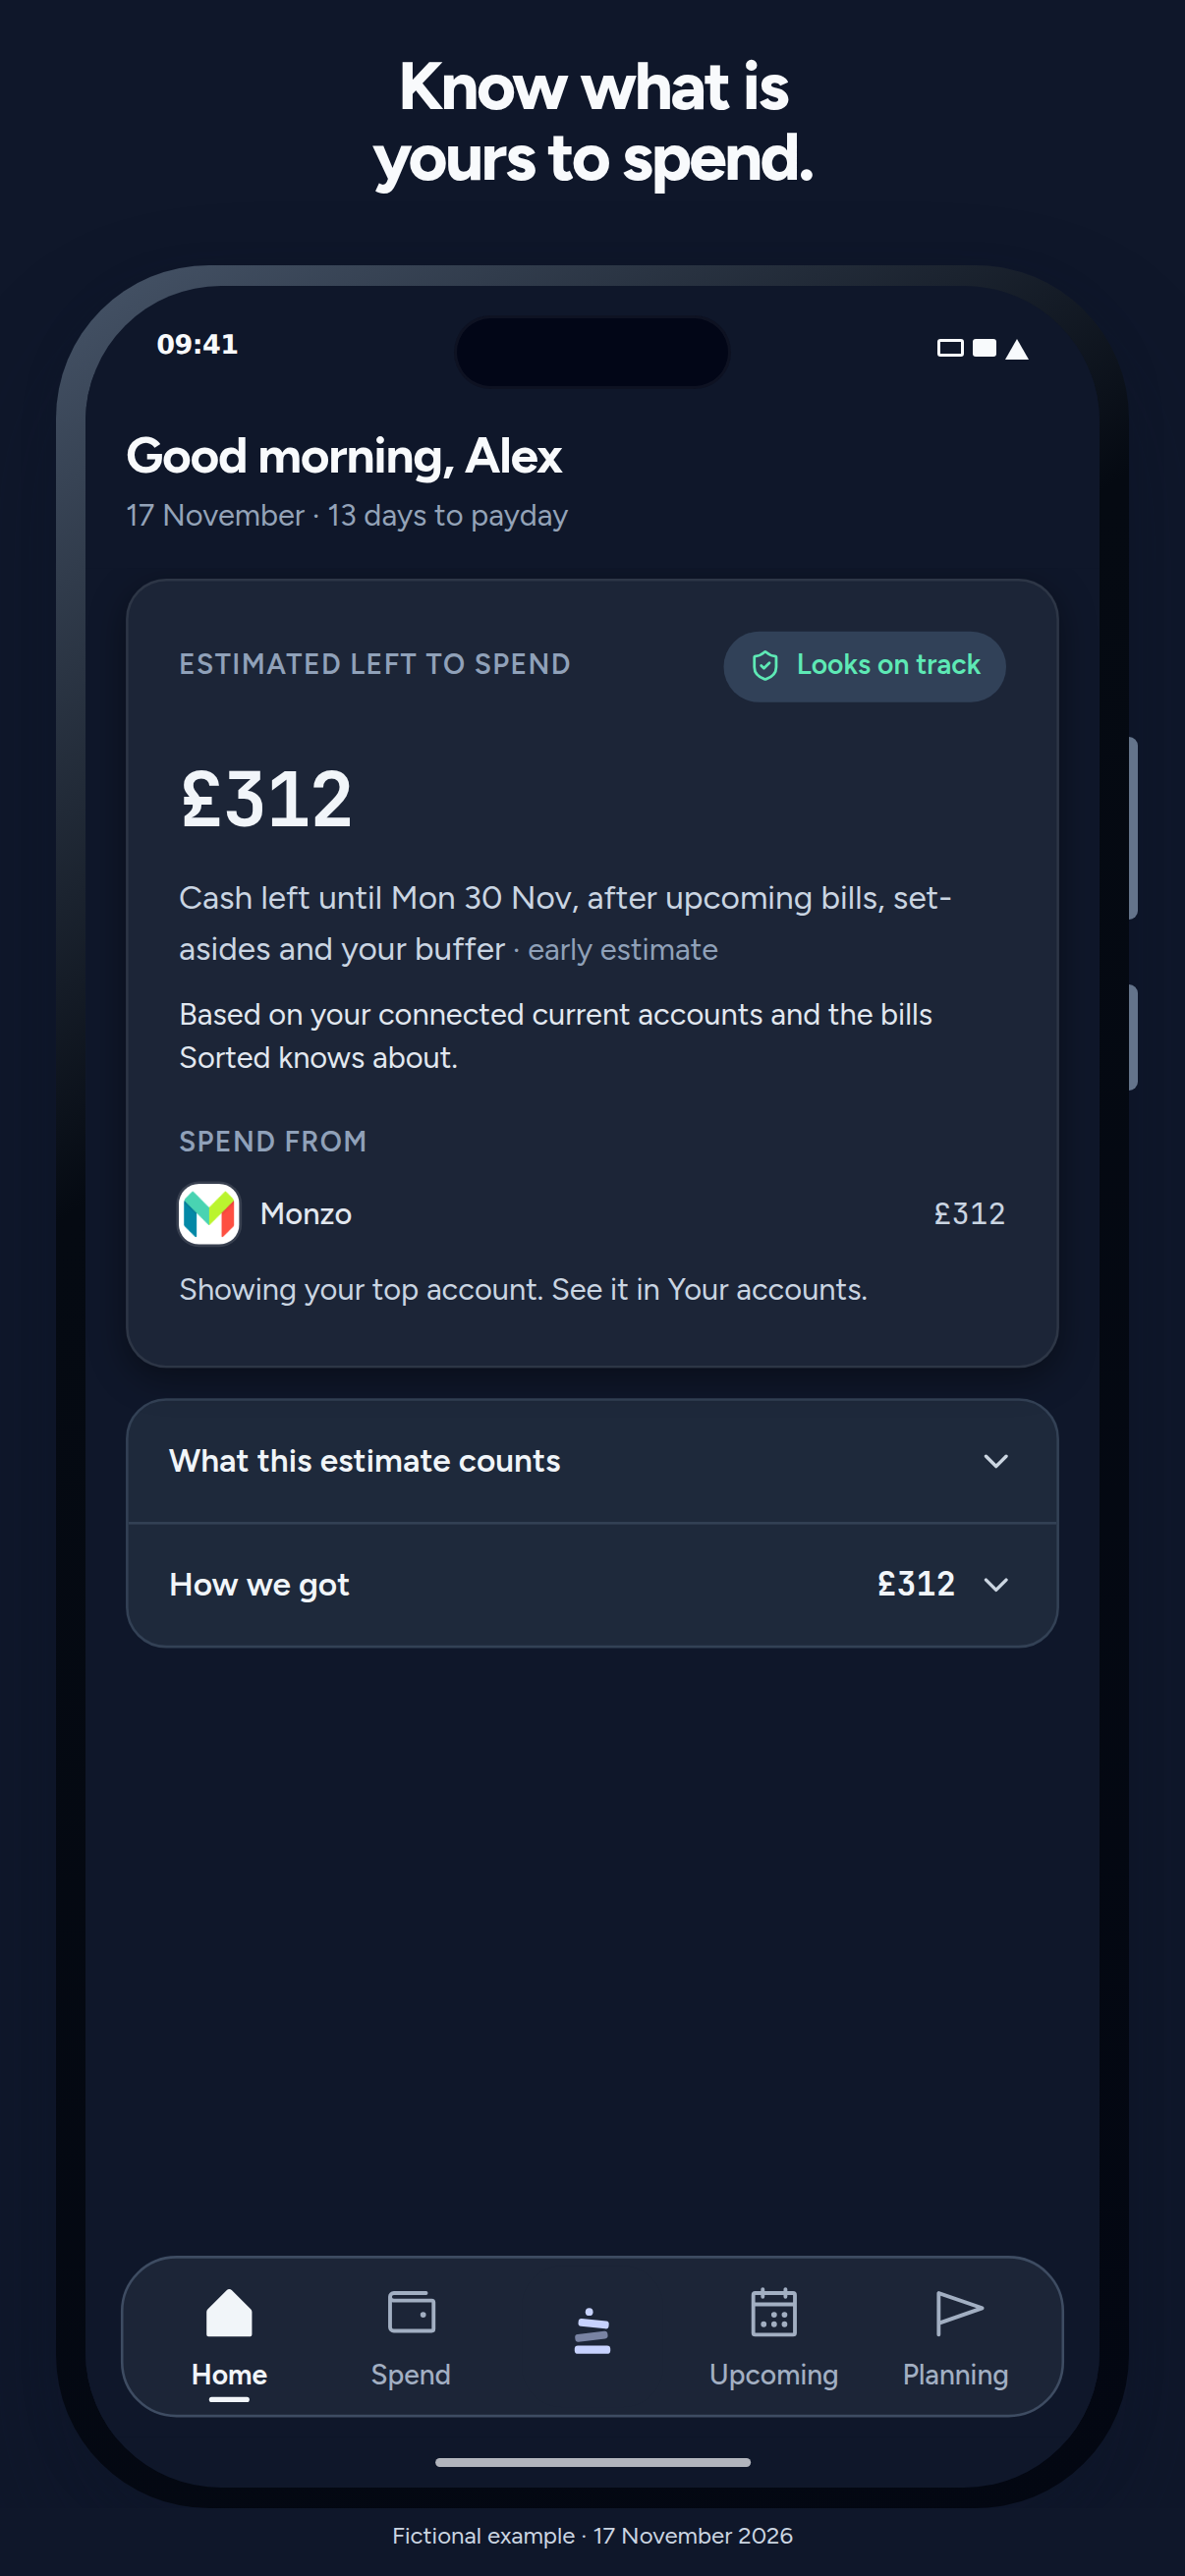 Know what is
yours to spend.
09:41
Good morning, Alex
17 November · 13 days to payday
ESTIMATED LEFT TO SPEND
Looks on track
£312
Cash left until Mon 30 Nov, after upcoming bills, set-
asides and your buffer · early estimate
Based on your connected current accounts and the bills
Sorted knows about.
SPEND FROM
Monzo £312
Showing your top account. See it in Your accounts.
What this estimate counts
How we got £312
Home Spend Upcoming Planning
Fictional example · 17 November 2026